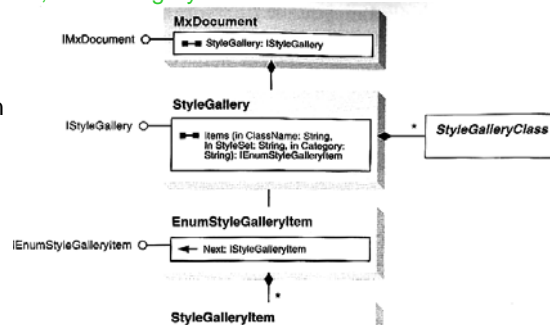 MxDocument
IMxDocument
StyleGallery: IStyleGallery
StyleGallery
IStyleGallery
Items (in ClassName: String,
in StyleSet: String, in Category:
String): IEnumStyleGalleryItem
*
StyleGalleryClass
EnumStyleGalleryItem
IEnumStyleGalleryItem
Next: IStyleGalleryItem
*
StyleGalleryItem